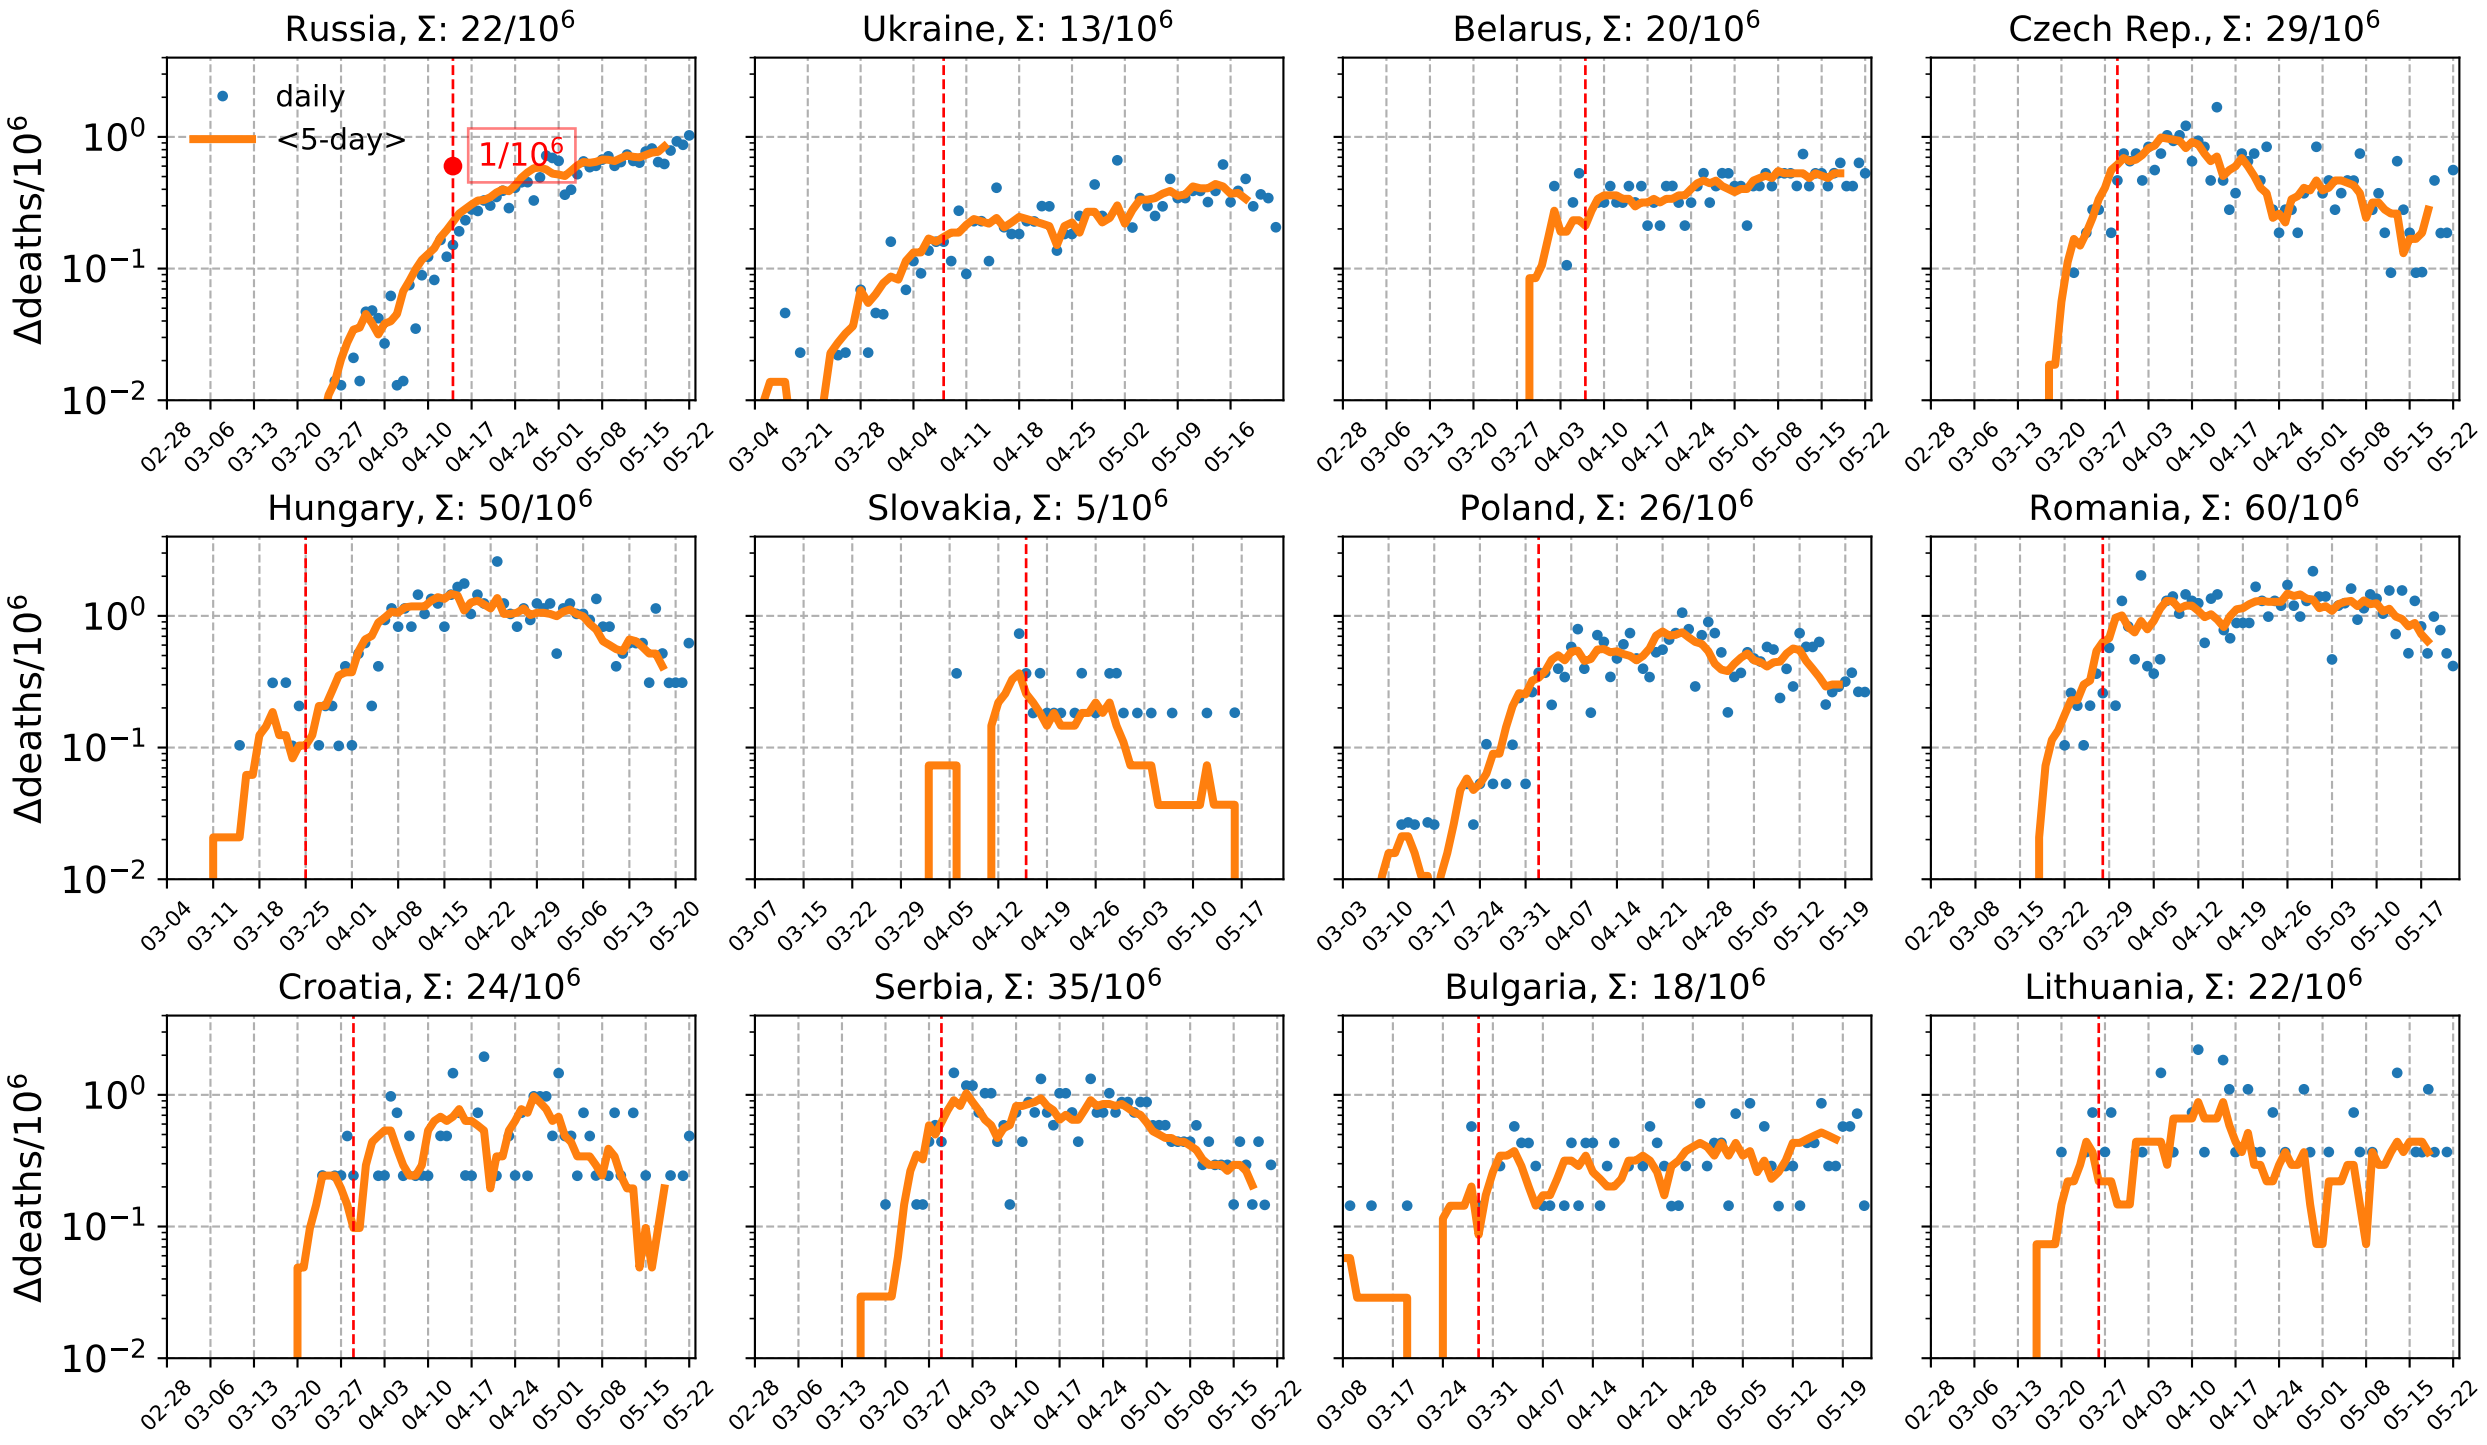 Russia, Σ: 22/10⁶
Ukraine, Σ: 13/10⁶
Belarus, Σ: 20/10⁶
Czech Rep., Σ: 29/10⁶
Δdeaths/10⁶
10⁰
10⁻¹
10⁻²
daily
<5-day>
1/10⁶
02-28 03-06 03-13 03-20 03-27 04-03 04-10 04-17 04-24 05-01 05-08 05-15 05-22
03-04 03-21 03-28 04-04 04-11 04-18 04-25 05-02 05-09 05-16
02-28 03-06 03-13 03-20 03-27 04-03 04-10 04-17 04-24 05-01 05-08 05-15 05-22
02-28 03-06 03-13 03-20 03-27 04-03 04-10 04-17 04-24 05-01 05-08 05-15 05-22
Hungary, Σ: 50/10⁶
Slovakia, Σ: 5/10⁶
Poland, Σ: 26/10⁶
Romania, Σ: 60/10⁶
Δdeaths/10⁶
10⁰
10⁻¹
10⁻²
03-04 03-11 03-18 03-25 04-01 04-08 04-15 04-22 04-29 05-06 05-13 05-20
03-07 03-15 03-22 03-29 04-05 04-12 04-19 04-26 05-03 05-10 05-17
03-03 03-10 03-17 03-24 03-31 04-07 04-14 04-21 04-28 05-05 05-12 05-19
02-28 03-08 03-15 03-22 03-29 04-05 04-12 04-19 04-26 05-03 05-10 05-17
Croatia, Σ: 24/10⁶
Serbia, Σ: 35/10⁶
Bulgaria, Σ: 18/10⁶
Lithuania, Σ: 22/10⁶
Δdeaths/10⁶
10⁰
10⁻¹
10⁻²
02-28 03-06 03-13 03-20 03-27 04-03 04-10 04-17 04-24 05-01 05-08 05-15 05-22
02-28 03-06 03-13 03-20 03-27 04-03 04-10 04-17 04-24 05-01 05-08 05-15 05-22
03-08 03-17 03-24 03-31 04-07 04-14 04-21 04-28 05-05 05-12 05-19
02-28 03-06 03-13 03-20 03-27 04-03 04-10 04-17 04-24 05-01 05-08 05-15 05-22